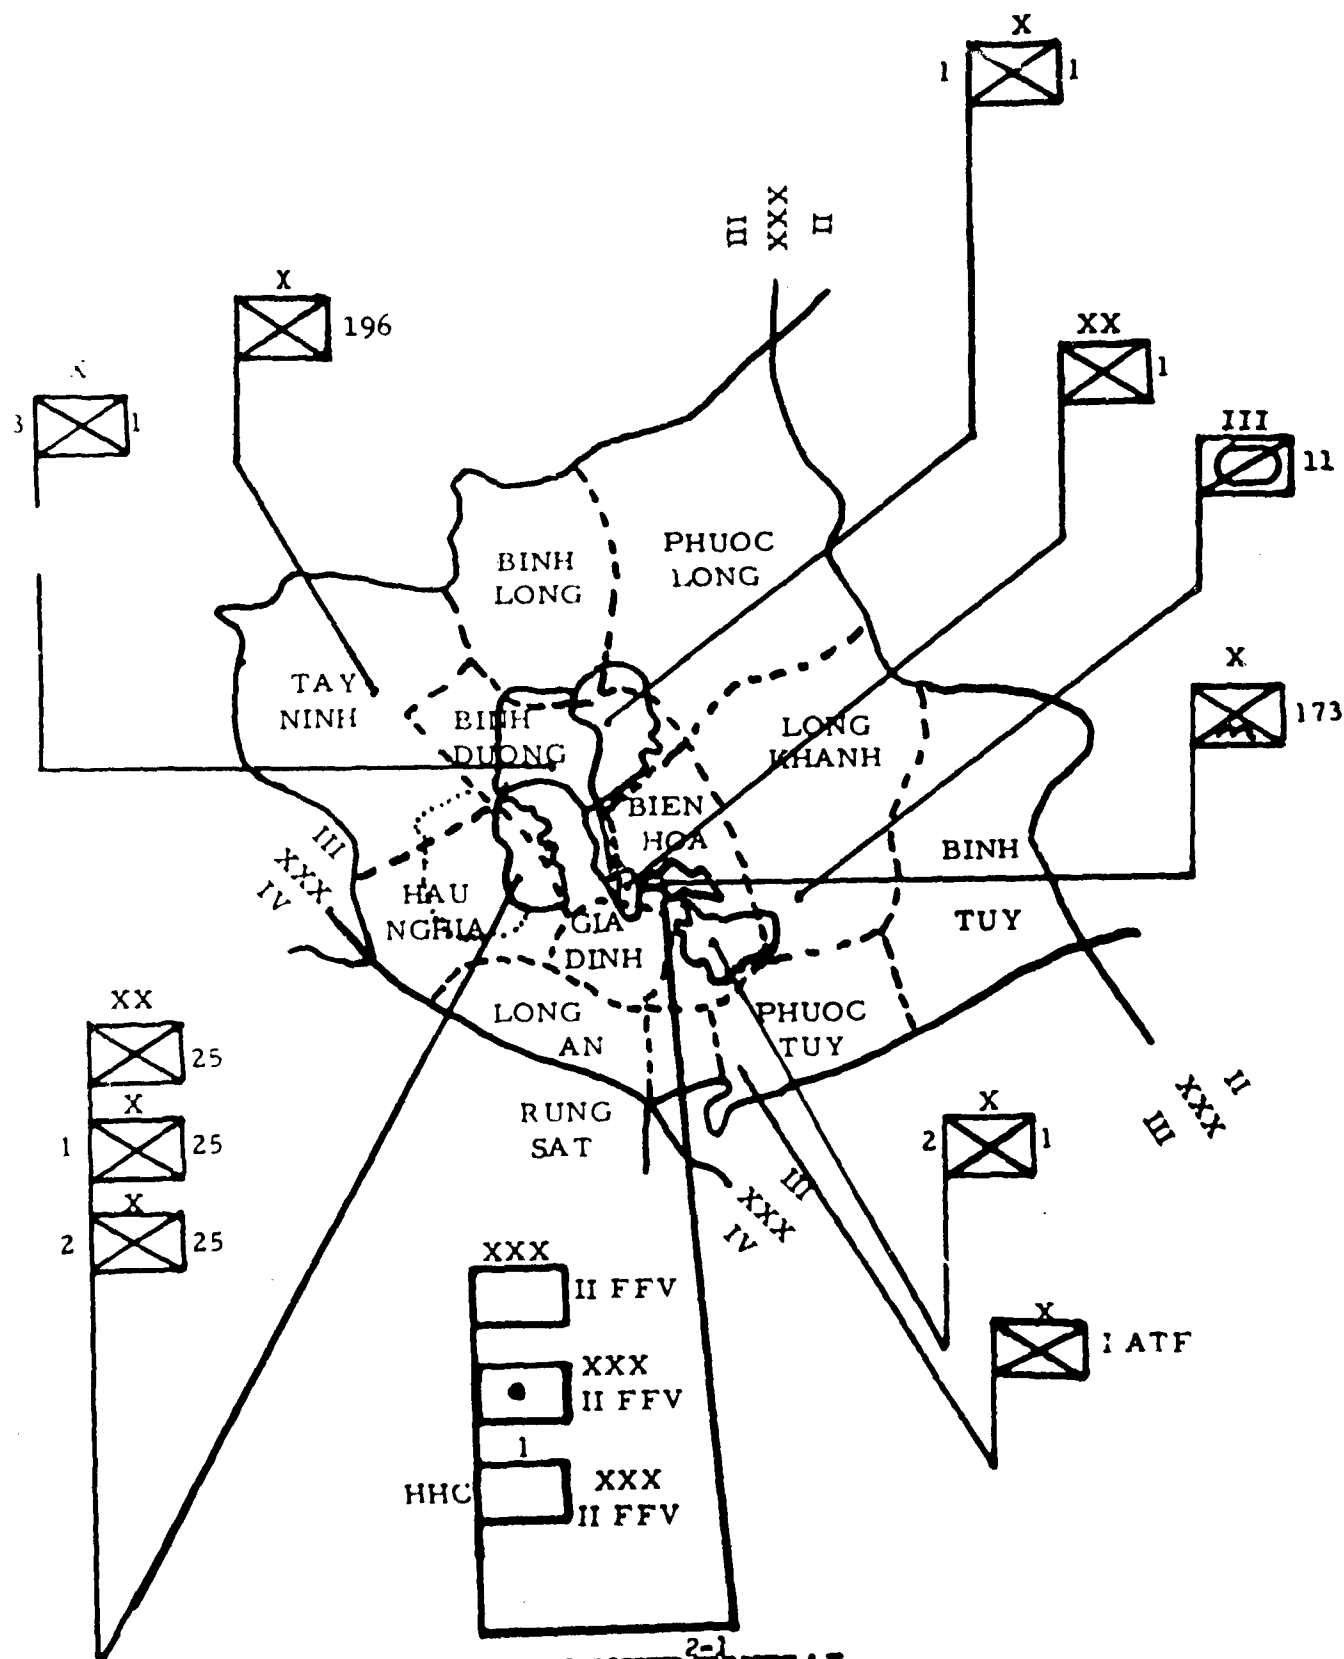 X
1 1
III
XXX
II
X
196
XX
1
X
3 1
III
11
BINH
LONG
PHUOC
LONG
X
173
TAY
NINH
BINH
DUONG
LONG
KHANH
BIEN
HOA
III
XXX
IV
BINH
TUY
HAU
NGHIA
GIA
DINH
LONG
AN
PHUOC
TUY
RUNG
SAT
XX
25
X
1 25
X
2 25
II
XXX
III
X
2 1
III
XXX
IV
XXX
II FFV
XXX
II FFV
1
HHC
XXX
II FFV
X
I ATF
2-1